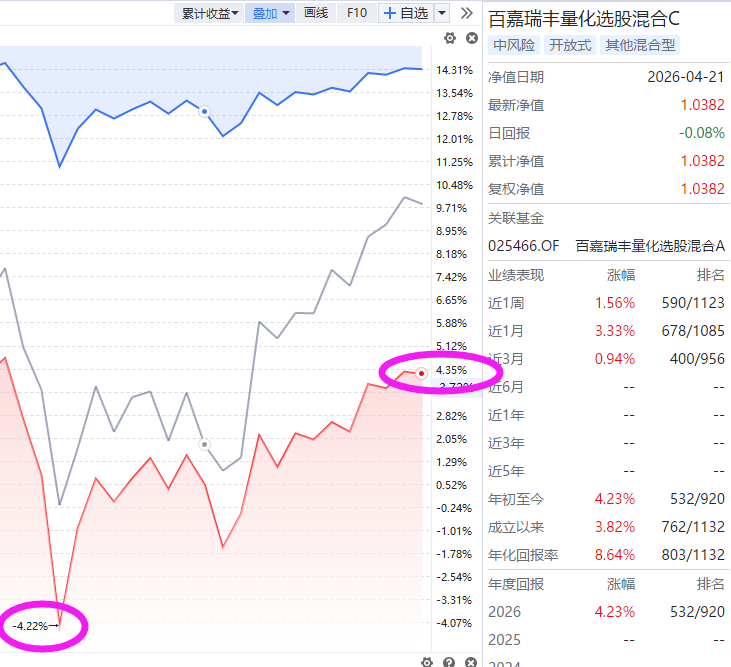 累计收益 叠加 画线 F10 +自选
14.31%
13.54%
12.78%
12.01%
11.25%
10.48%
9.71%
8.95%
8.18%
7.42%
6.65%
5.88%
5.12%
4.35%
2.82%
2.05%
1.29%
0.52%
-0.24%
-1.01%
-1.78%
-2.54%
-3.31%
-4.07%
-4.22%→
百嘉瑞丰量化选股混合C
中风险 开放式 其他混合型
净值日期 2026-04-21
最新净值 1.0382
日回报 -0.08%
累计净值 1.0382
复权净值 1.0382
关联基金
025466.OF 百嘉瑞丰量化选股混合A
业绩表现 涨幅 排名
近1周 1.56% 590/1123
近1月 3.33% 678/1085
近3月 0.94% 400/956
近6月 -- --
近1年 -- --
近3年 -- --
近5年 -- --
年初至今 4.23% 532/920
成立以来 3.82% 762/1132
年化回报率 8.64% 803/1132
年度回报 涨幅 排名
2026 4.23% 532/920
2025 -- --